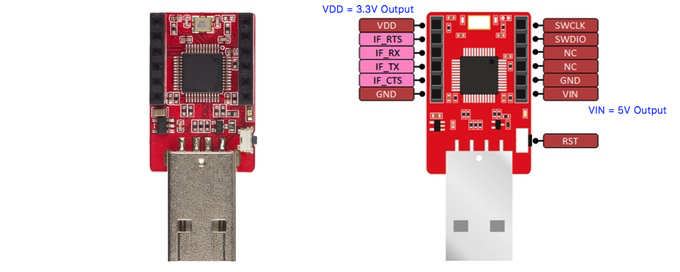 VDD = 3.3V Output
VDD
IF_RTS
IF_RX
IF_TX
IF_CTS
GND
SWCLK
SWDIO
NC
NC
GND
VIN
VIN = 5V Output
RST